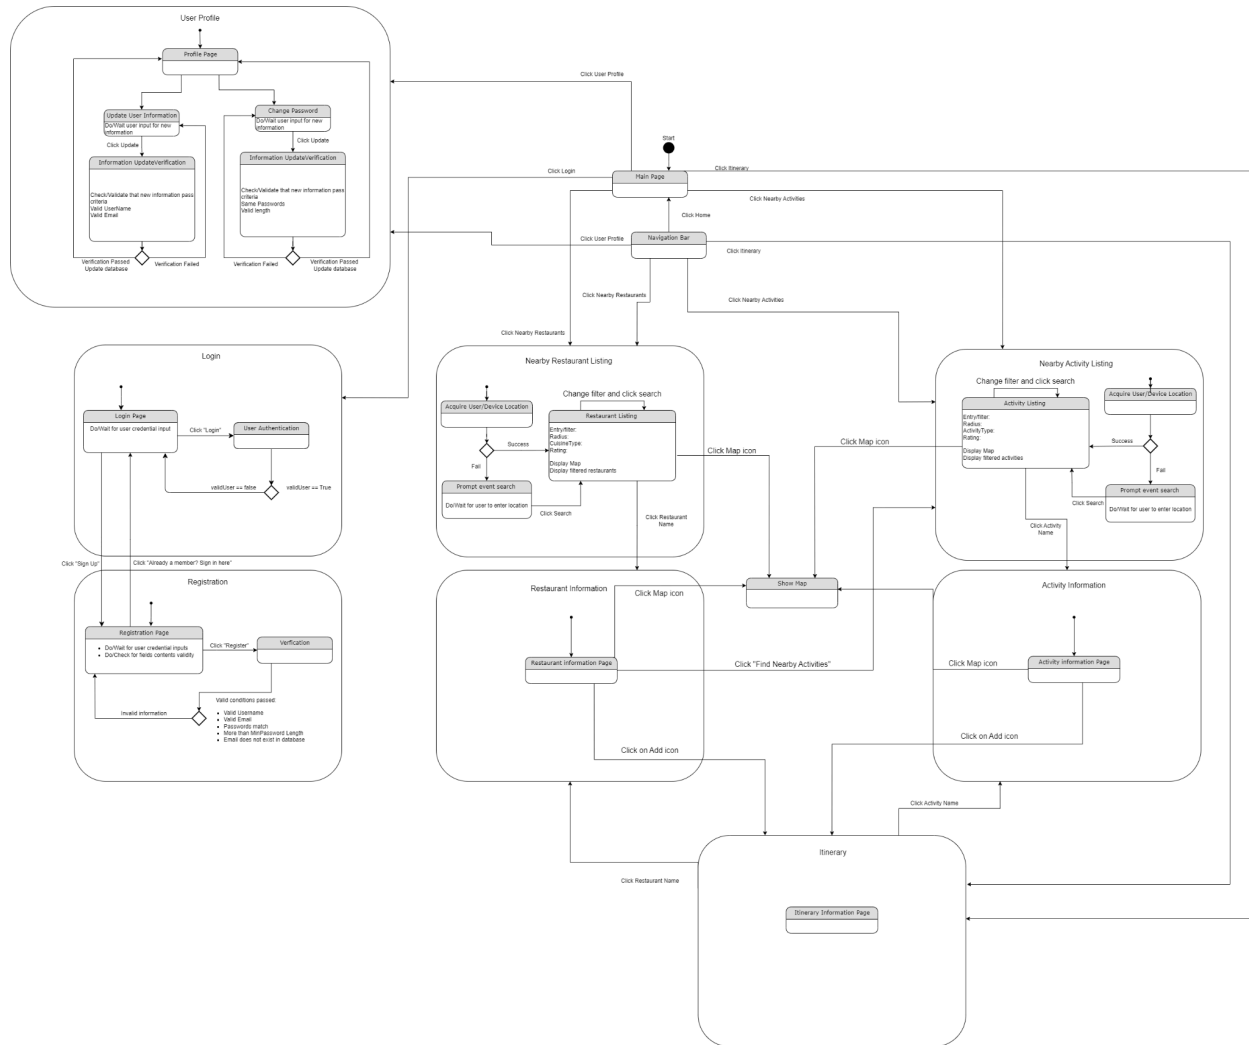 User Profile
Profile Page
Update User Information
Do/Wait user input for new
information
Click Update
Information UpdateVerification
Check/Validate that new information pass
criteria
Valid UserName
Valid Email
Verification Passed
Update database
Verification Failed
Change Password
Do/Wait user input for new
information
Click Update
Information UpdateVerification
Check/Validate that new information pass
criteria
Same Passwords
Valid length
Verification Failed
Verification Passed
Update database
Click User Profile
Start
Click Itinerary
Click Login
Main Page
Click Nearby Activities
Click Home
Click User Profile
Navigation Bar
Click Itinerary
Click Nearby Restaurants
Click Nearby Activities
Click Nearby Restaurants
Login
Login Page
Do/Wait for user credential input
Click "Login"
User Authentication
validUser == false
validUser == True
Click "Sign Up"
Click "Already a member? Sign in here"
Registration
Registration Page
Do/Wait for user credential inputs
Do/Check for fields contents validity
Click "Register"
Verfication
Invalid information
Valid conditions passed:
Valid Username
Valid Email
Passwords match
More than MinPassword Length
Email does not exist in database
Nearby Restaurant Listing
Change filter and click search
Acquire User/Device Location
Success
Fail
Restaurant Listing
Entry/filter:
Radius:
CuisineType:
Rating:
Display Map
Display filtered restaurants
Prompt event search
Do/Wait for user to enter location
Click Search
Click Map icon
Click Restaurant
Name
Nearby Activity Listing
Change filter and click search
Acquire User/Device Location
Activity Listing
Entry/filter:
Radius:
ActivityType:
Rating:
Display Map
Display filtered activities
Success
Fail
Prompt event search
Do/Wait for user to enter location
Click Search
Click Map icon
Click Activity
Name
Restaurant Information
Click Map icon
Show Map
Restaurant information Page
Click "Find Nearby Activities"
Click on Add icon
Activity Information
Click Map icon
Activity information Page
Click on Add icon
Click Activity Name
Click Restaurant Name
Itinerary
Itinerary Information Page